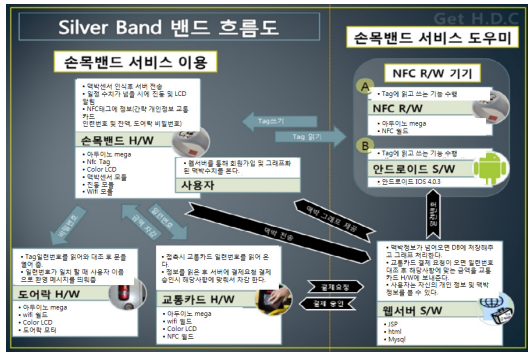 Get H.D.C
Silver Band 밴드 흐름도
손목밴드 서비스 이용
• 맥박센서 인식후 서버 전송
• 일정 수치가 넘을 시에 진동 및 LCD
알림
• NFC태그에 정보(간략 개인정보 교통
카드
일련번호 및 잔액, 도어락 비밀번호)
손목밴드 H/W
• 아두이노 mega
• Nfc Tag
• Color LCD
• 맥박센서 모듈
• 진동 모듈
• Wifi 모듈
• 웹서버를 통해 회원가입 및 그래프화
된 맥박수치를 본다.
사용자
Tag쓰기
Tag 읽기
손목밴드 서비스 도우미
NFC R/W 기기
A
• Tag에 읽고 쓰는 기능 수행
NFC R/W
• 아두이노 mega
• NFC 쉴드
B
• Tag에 읽고 쓰는 기능 수행
안드로이드 S/W
• 안드로이드 IOS 4.0.3
맥박 그래프 제공
맥박 전송
• Tag일련번호를 읽어와 대조 후 문을
열어 줌.
• 일련번호가 일치 할 때 사용자 이름
으로 환영 메시지를 띄워줌
도어락 H/W
• 아두이노 mega
• wifi 쉴드
• Color LCD
• 도어락 모터
• 접촉시 교통카드 일련번호를 읽어 온
다.
• 정보를 읽은 후 서버에 결제요청 결제
승인시 해당사항에 맞춰서 차감 한다.
교통카드 H/W
• 아두이노 mega
• wifi 쉴드
• Color LCD
• NFC 쉴드
결제요청
결제 승인
• 맥박정보가 넘어오면 DB에 저장해주
고 그래프 처리한다.
• 교통카드 결제 요청이 오면 일련번호
대조 후 해당사항에 맞는 금액을 교통
카드 H/W에 보내준다.
• 사용자는 자신의 개인 정보 및 맥박
정보를 볼 수 있다.
웹서버 S/W
• JSP
• html
• Mysql